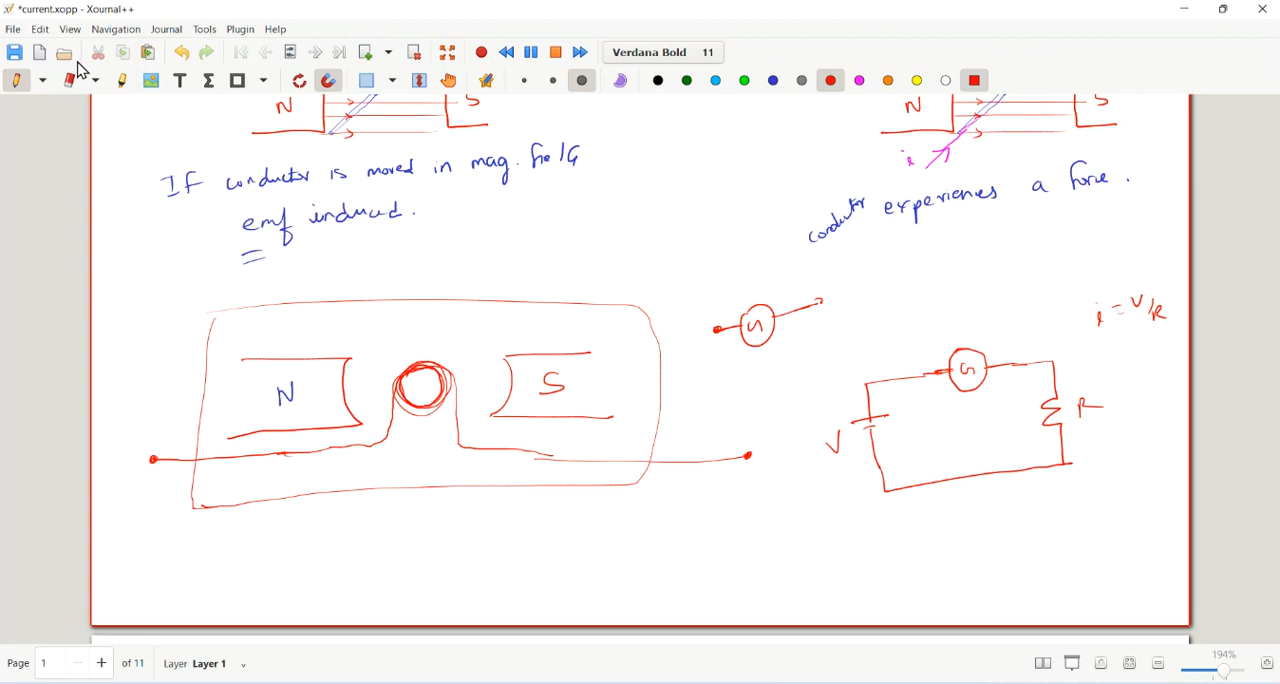 *current.xopp - Xournal++
File Edit View Navigation Journal Tools Plugin Help
Verdana Bold 11
N S
N S
i
If conductor is moved in mag. field
emf induced.
conductor experiences a force.
G
i = V/R
N S
G
V R
Page 1 of 11 Layer Layer 1
194%